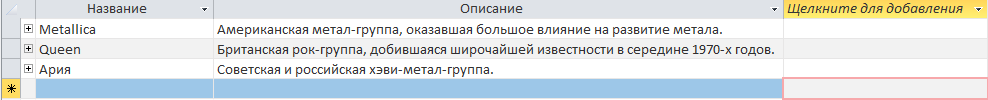 Название Описание Щелкните для добавления
Metallica Американская метал-группа, оказавшая большое влияние на развитие метала.
Queen Британская рок-группа, добившаяся широчайшей известности в середине 1970-х годов.
Ария Советская и российская хэви-метал-группа.